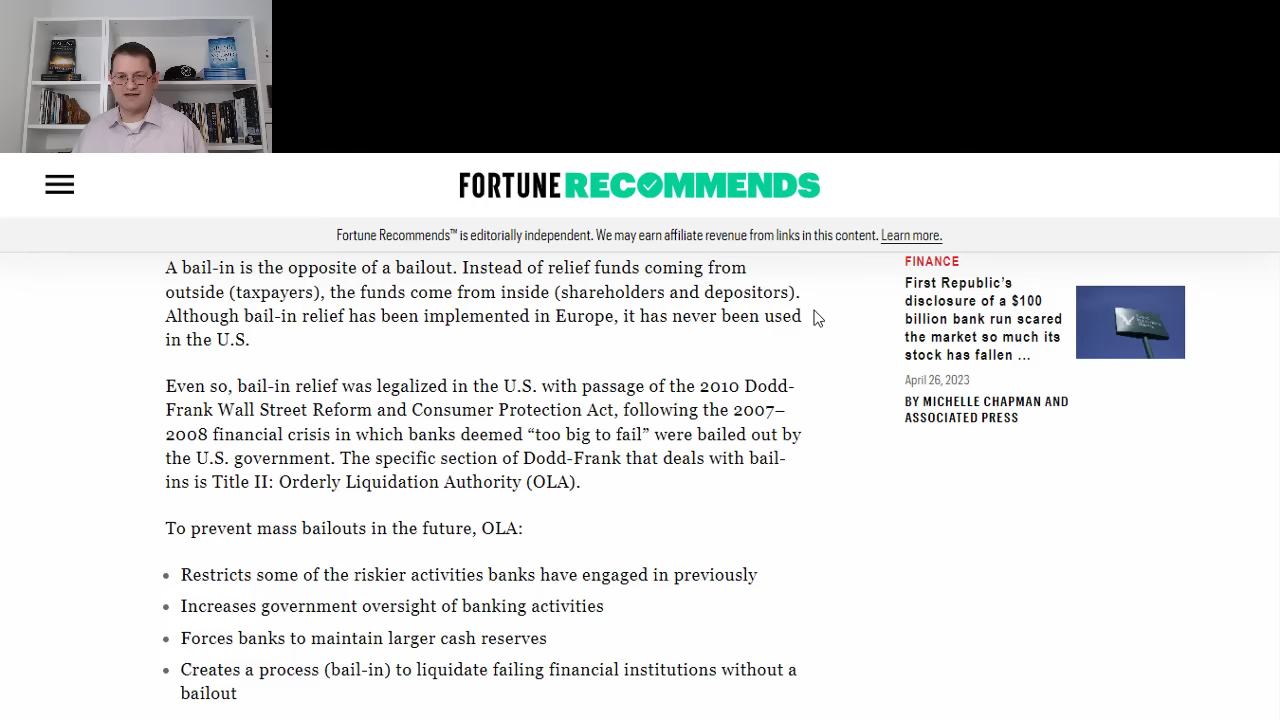 FORTUNE RECOMMENDS
Fortune Recommends™ is editorially independent. We may earn affiliate revenue from links in this content. Learn more.
A bail-in is the opposite of a bailout. Instead of relief funds coming from
outside (taxpayers), the funds come from inside (shareholders and depositors).
Although bail-in relief has been implemented in Europe, it has never been used
in the U.S.
Even so, bail-in relief was legalized in the U.S. with passage of the 2010 Dodd-
Frank Wall Street Reform and Consumer Protection Act, following the 2007–
2008 financial crisis in which banks deemed “too big to fail” were bailed out by
the U.S. government. The specific section of Dodd-Frank that deals with bail-
ins is Title II: Orderly Liquidation Authority (OLA).
To prevent mass bailouts in the future, OLA:
• Restricts some of the riskier activities banks have engaged in previously
• Increases government oversight of banking activities
• Forces banks to maintain larger cash reserves
• Creates a process (bail-in) to liquidate failing financial institutions without a
bailout
FINANCE
First Republic’s
disclosure of a $100
billion bank run scared
the market so much its
stock has fallen ...
April 26, 2023
BY MICHELLE CHAPMAN AND
ASSOCIATED PRESS